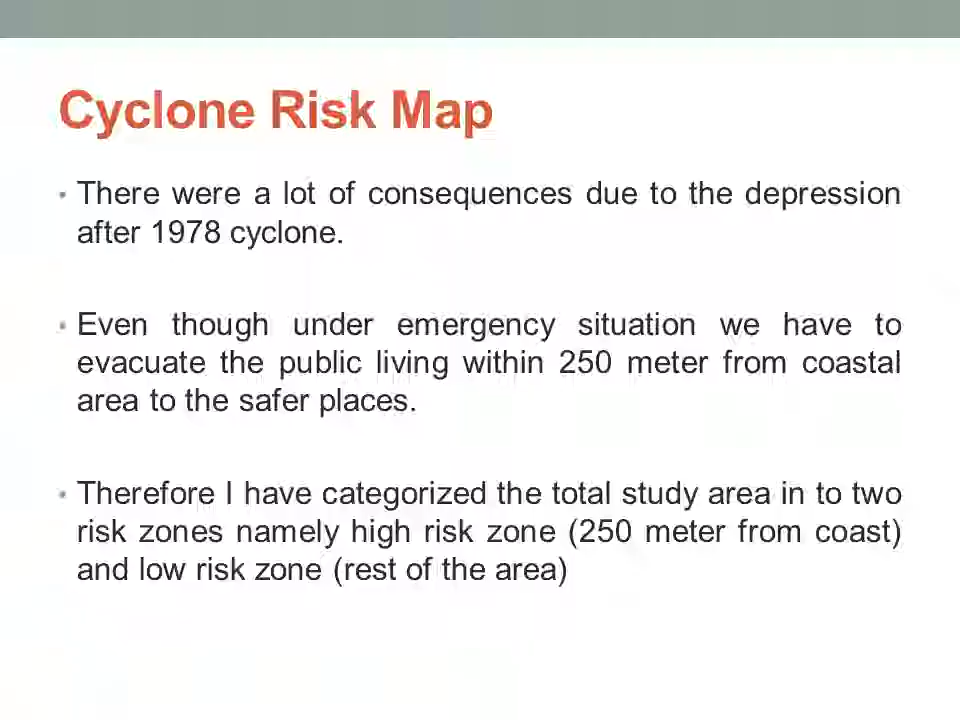 Cyclone Risk Map
• There were a lot of consequences due to the depression
after 1978 cyclone.
• Even though under emergency situation we have to
evacuate the public living within 250 meter from coastal
area to the safer places.
• Therefore I have categorized the total study area in to two
risk zones namely high risk zone (250 meter from coast)
and low risk zone (rest of the area)